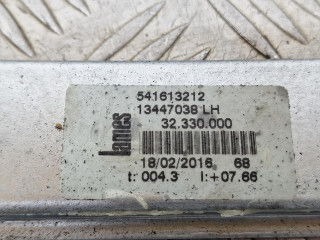 541613212
13447038 LH
32.330.000
Lames
18/02/2016 68
t: 004.3 l:+07.66